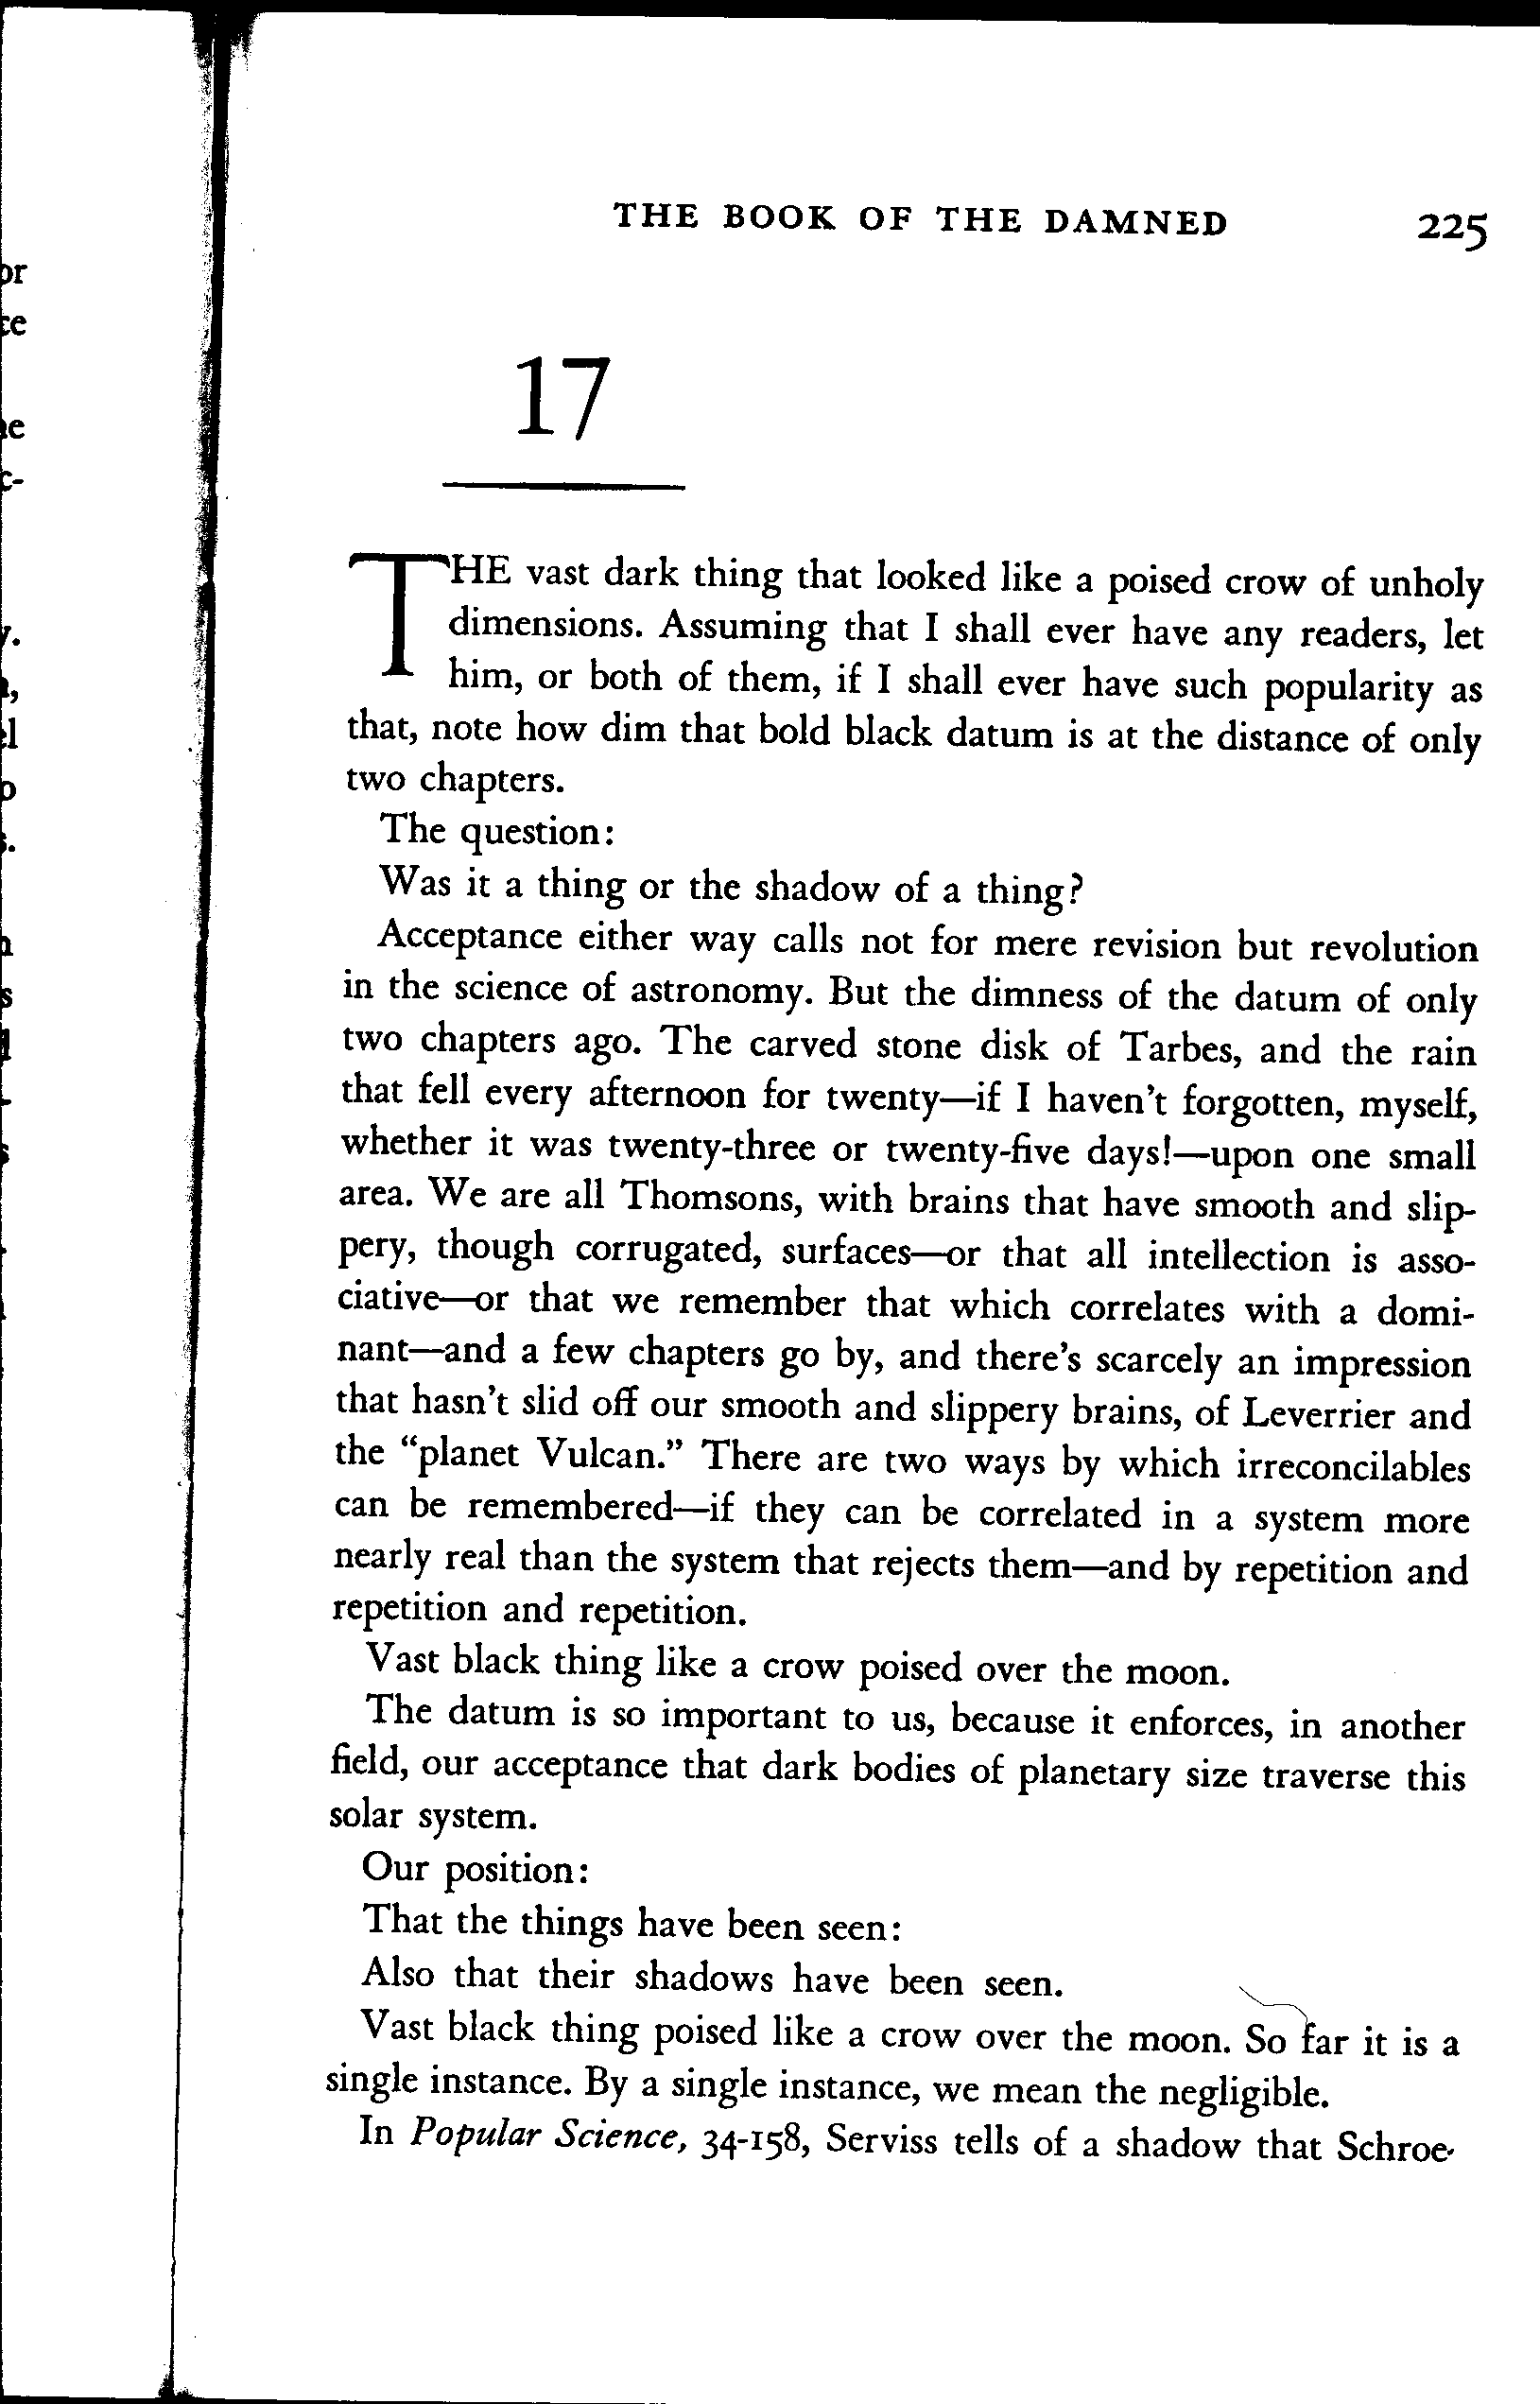 THE BOOK OF THE DAMNED 225
17
THE vast dark thing that looked like a poised crow of unholy
dimensions. Assuming that I shall ever have any readers, let
him, or both of them, if I shall ever have such popularity as
that, note how dim that bold black datum is at the distance of only
two chapters.
The question:
Was it a thing or the shadow of a thing?
Acceptance either way calls not for mere revision but revolution
in the science of astronomy. But the dimness of the datum of only
two chapters ago. The carved stone disk of Tarbes, and the rain
that fell every afternoon for twenty—if I haven't forgotten, myself,
whether it was twenty-three or twenty-five days!—upon one small
area. We are all Thomsons, with brains that have smooth and slip-
pery, though corrugated, surfaces—or that all intellection is asso-
ciative—or that we remember that which correlates with a domi-
nant—and a few chapters go by, and there's scarcely an impression
that hasn't slid off our smooth and slippery brains, of Leverrier and
the "planet Vulcan." There are two ways by which irreconcilables
can be remembered—if they can be correlated in a system more
nearly real than the system that rejects them—and by repetition and
repetition and repetition.
Vast black thing like a crow poised over the moon.
The datum is so important to us, because it enforces, in another
field, our acceptance that dark bodies of planetary size traverse this
solar system.
Our position:
That the things have been seen:
Also that their shadows have been seen.
Vast black thing poised like a crow over the moon. So far it is a
single instance. By a single instance, we mean the negligible.
In Popular Science, 34-158, Serviss tells of a shadow that Schroe-